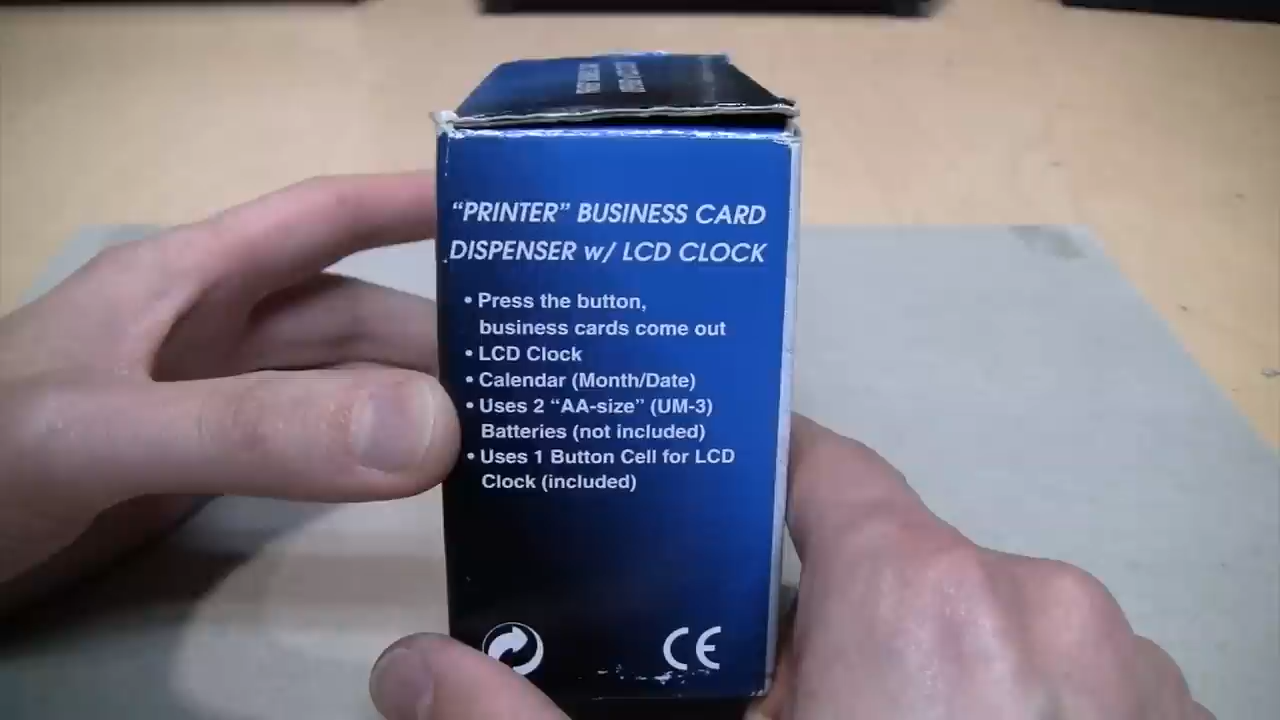 “PRINTER” BUSINESS CARD
DISPENSER w/ LCD CLOCK
• Press the button,
business cards come out
• LCD Clock
• Calendar (Month/Date)
• Uses 2 “AA-size” (UM-3)
Batteries (not included)
• Uses 1 Button Cell for LCD
Clock (included)
CE